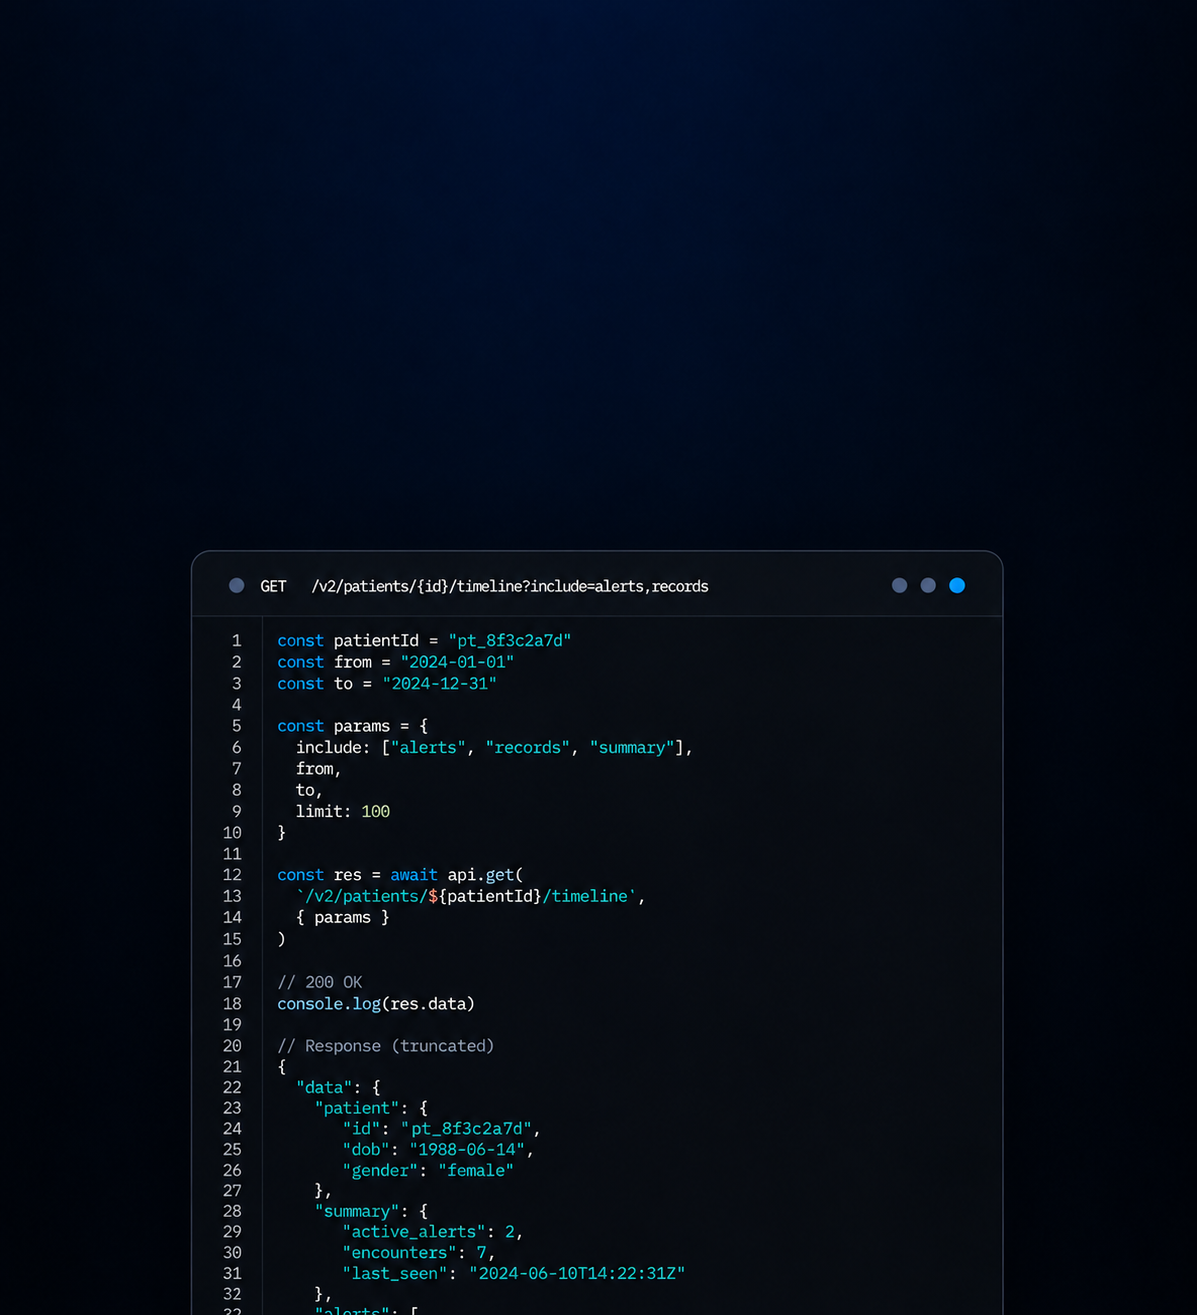 GET /v2/patients/{id}/timeline?include=alerts,records
1 const patientId = "pt_8f3c2a7d"
2 const from = "2024-01-01"
3 const to = "2024-12-31"
4
5 const params = {
6 include: ["alerts", "records", "summary"],
7 from,
8 to,
9 limit: 100
10 }
11
12 const res = await api.get(
13 `/v2/patients/${patientId}/timeline`,
14 { params }
15 )
16
17 // 200 OK
18 console.log(res.data)
19
20 // Response (truncated)
21 {
22 "data": {
23 "patient": {
24 "id": "pt_8f3c2a7d",
25 "dob": "1988-06-14",
26 "gender": "female"
27 },
28 "summary": {
29 "active_alerts": 2,
30 "encounters": 7,
31 "last_seen": "2024-06-10T14:22:31Z"
32 },
"alerts": [